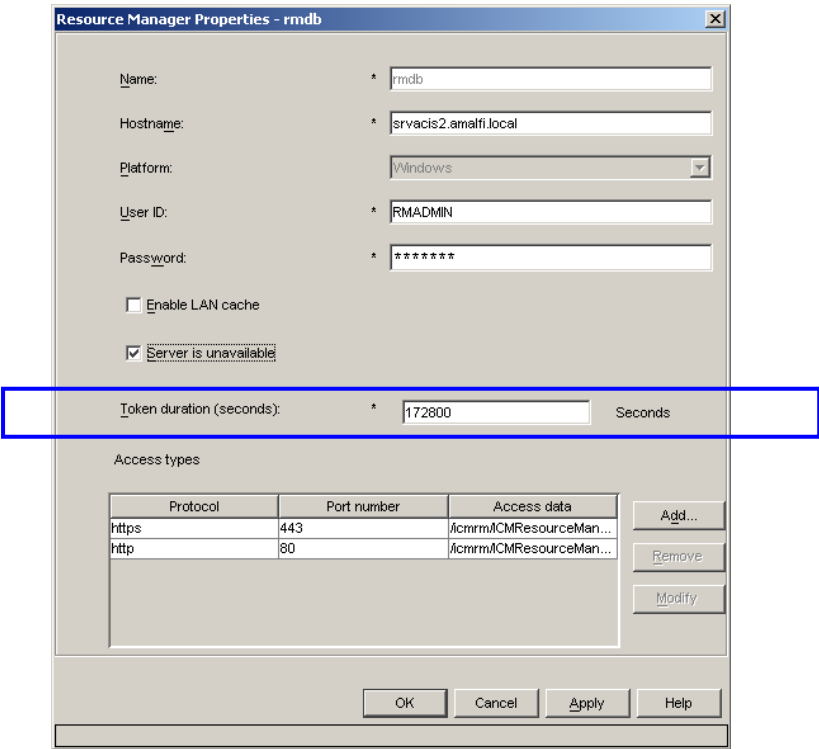 Resource Manager Properties - rmdb
Name: * rmdb
Hostname: * srvacis2.amalfi.local
Platform: Windows
User ID: * RMADMIN
Password: * *******
Enable LAN cache
Server is unavailable
Token duration (seconds): * 172800 Seconds
Access types
Protocol Port number Access data
https 443 /icmrm/ICMResourceMan...
http 80 /icmrm/ICMResourceMan...
Add...
Remove
Modify
OK Cancel Apply Help